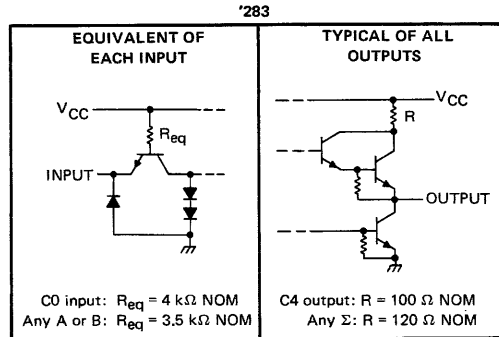 '283
EQUIVALENT OF
EACH INPUT
VCC
Req
INPUT
C0 input: Req = 4 kΩ NOM
Any A or B: Req = 3.5 kΩ NOM
TYPICAL OF ALL
OUTPUTS
VCC
R
OUTPUT
C4 output: R = 100 Ω NOM
Any Σ: R = 120 Ω NOM